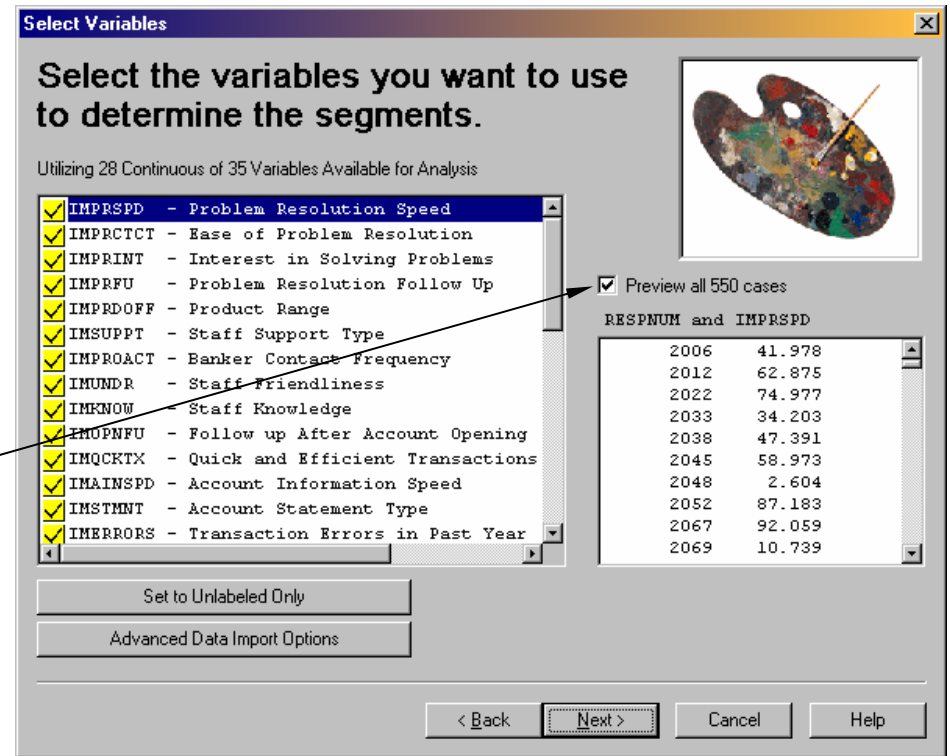 Select Variables
Select the variables you want to use
to determine the segments.
Utilizing 28 Continuous of 35 Variables Available for Analysis
IMPRSPD - Problem Resolution Speed
IMPRCTCT - Ease of Problem Resolution
IMPRINT - Interest in Solving Problems
IMPRFU - Problem Resolution Follow Up
IMPRDOFF - Product Range
IMSUPPT - Staff Support Type
IMPROACT - Banker Contact Frequency
IMUNDR - Staff Friendliness
IMKNOW - Staff Knowledge
IMOPNFU - Follow up After Account Opening
IMQCKTX - Quick and Efficient Transactions
IMAINSPD - Account Information Speed
IMSTMNT - Account Statement Type
IMERRORS - Transaction Errors in Past Year
Preview all 550 cases
RESPNUM and IMPRSPD
2006 41.978
2012 62.875
2022 74.977
2033 34.203
2038 47.391
2045 58.973
2048 2.604
2052 87.183
2067 92.059
2069 10.739
Set to Unlabeled Only
Advanced Data Import Options
< Back
Next >
Cancel
Help